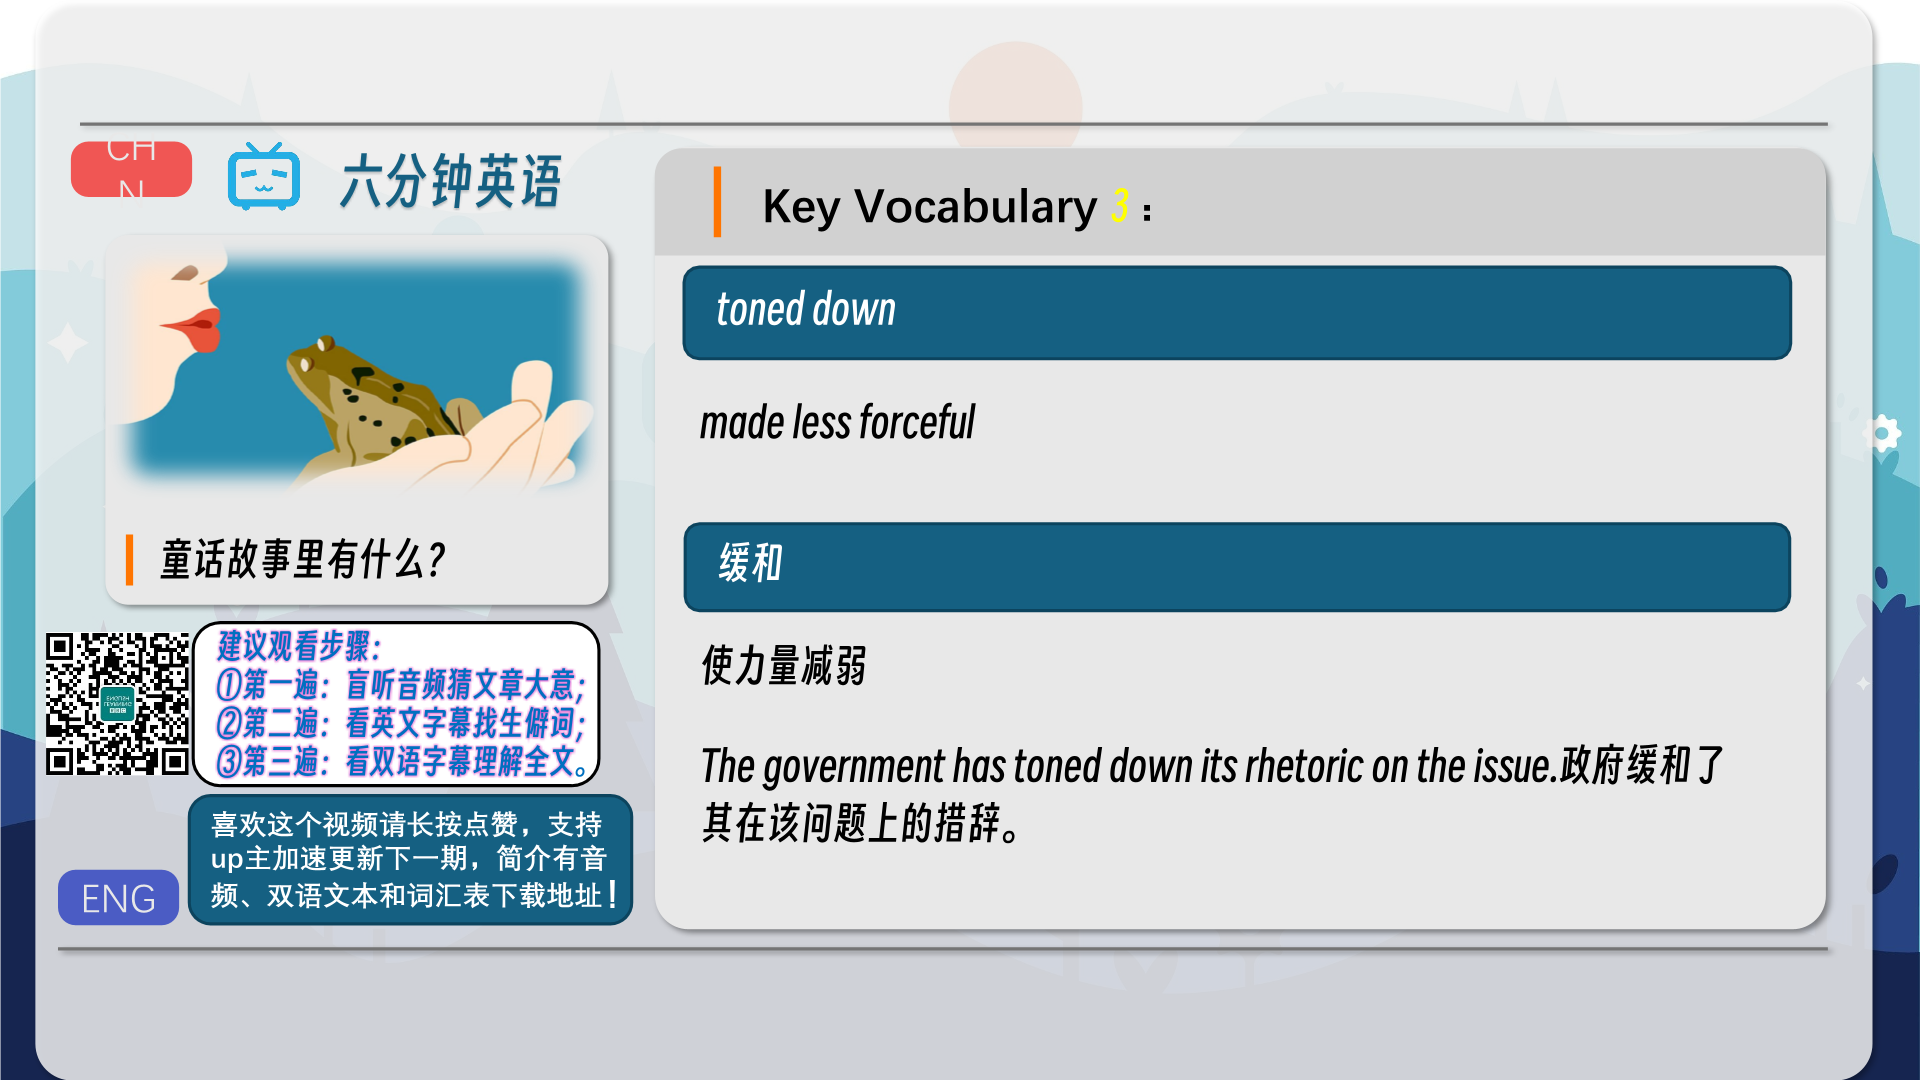 CH
N
六分钟英语
童话故事里有什么?
建议观看步骤:
①第一遍：盲听音频猜文章大意;
②第二遍：看英文字幕找生僻词;
③第三遍：看双语字幕理解全文。
喜欢这个视频请长按点赞，支持
up主加速更新下一期，简介有音
频、双语文本和词汇表下载地址！
ENG
Key Vocabulary 3：
toned down
made less forceful
缓和
使力量减弱
The government has toned down its rhetoric on the issue.政府缓和了
其在该问题上的措辞。